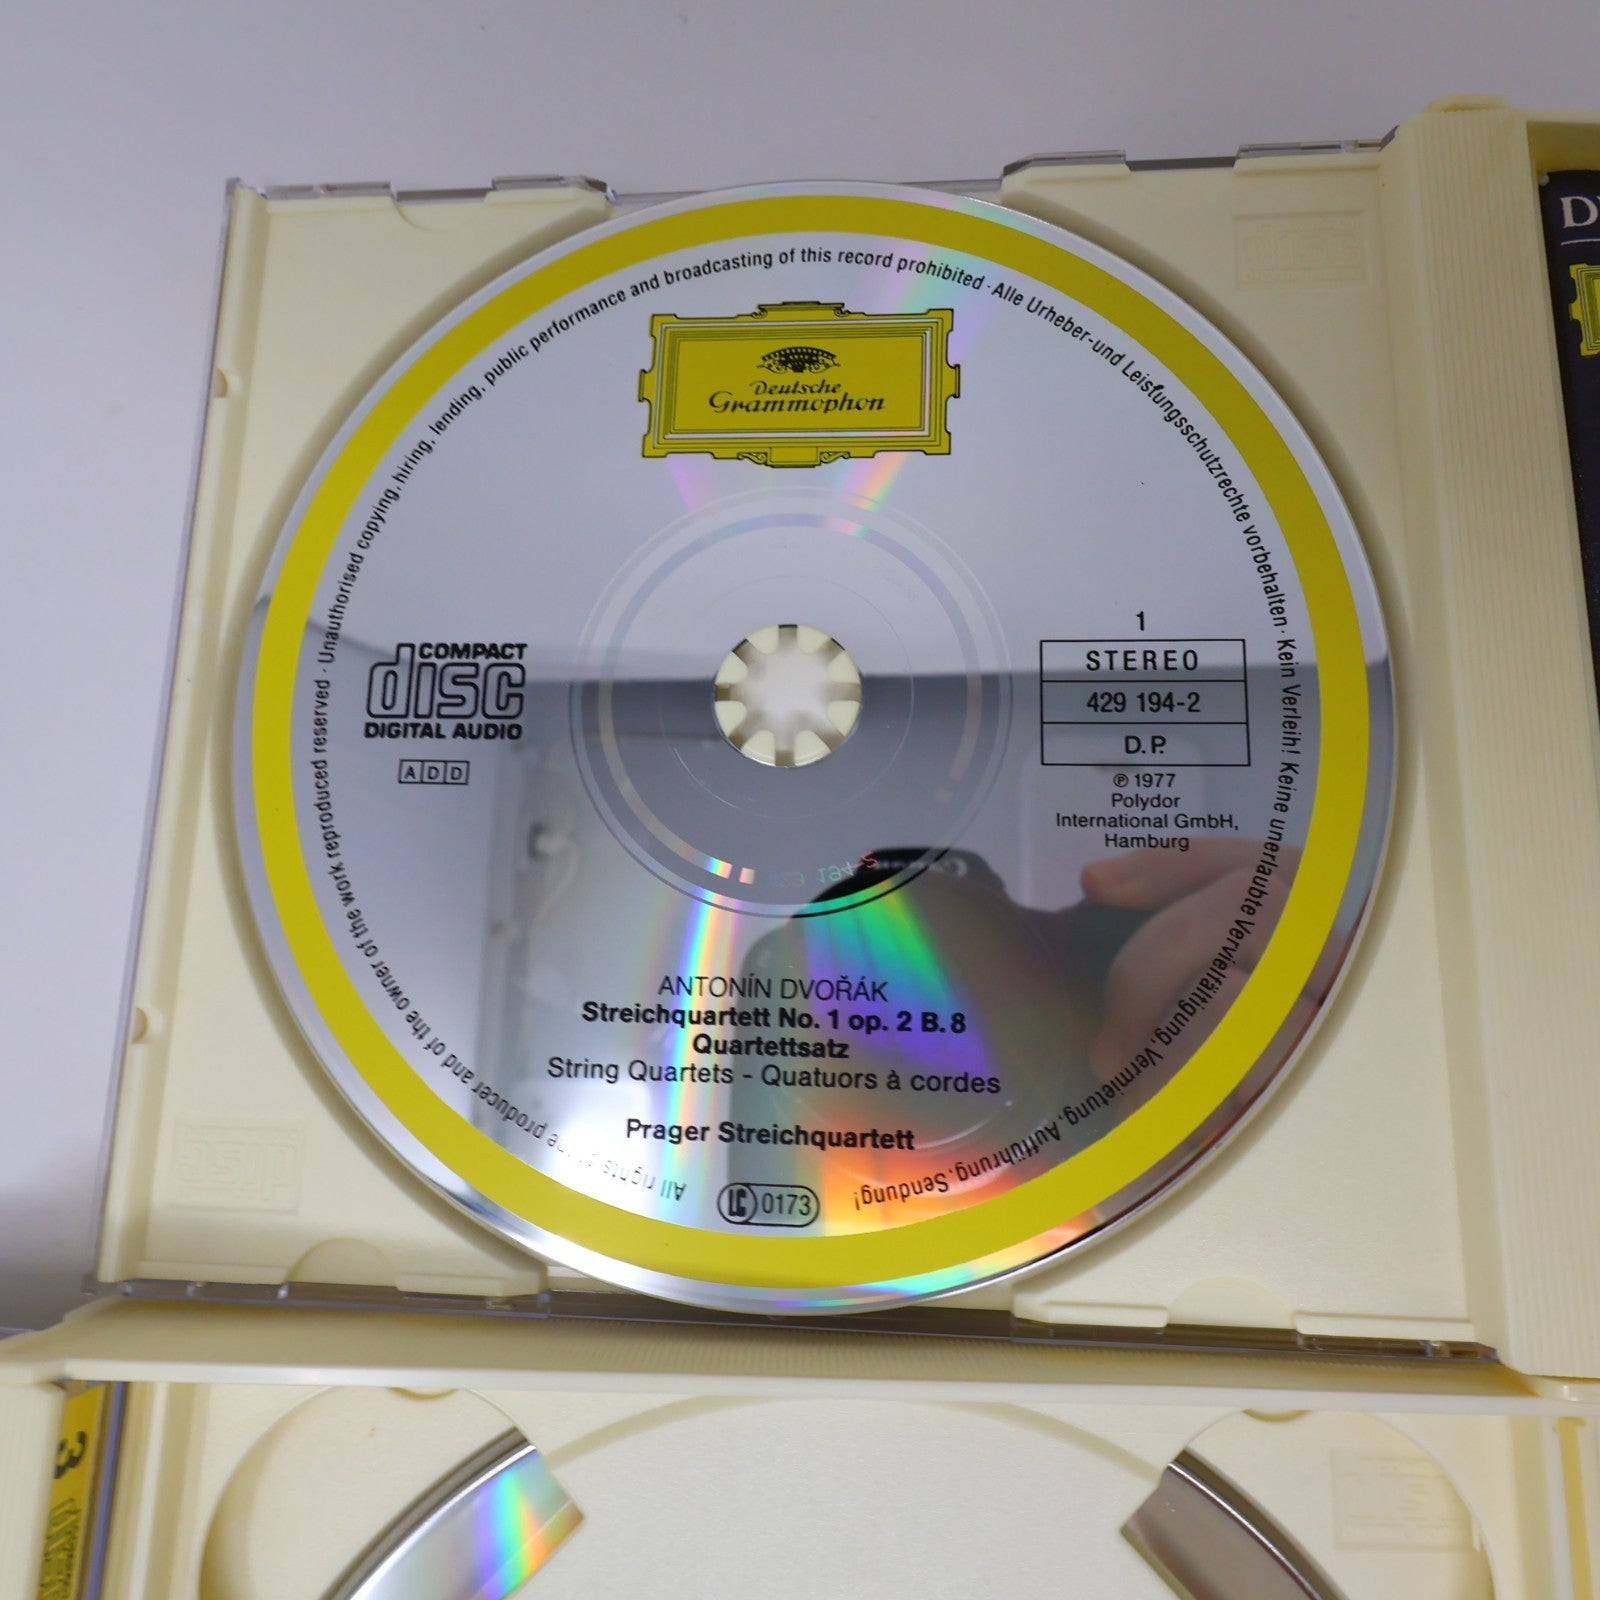 Unauthorised copying, hiring, lending, public performance and broadcasting of this record prohibited · Alle Urheber-und Leistungsschutzrechte vorbehalten · Kein Verleih! Keine unerlaubte Vervielfältigung, Vermietung, Aufführung, Sendung!
Deutsche
Grammophon
COMPACT
disc
DIGITAL AUDIO
ADD
1
STEREO
429 194-2
D.P.
℗ 1977
Polydor
International GmbH,
Hamburg
ANTONÍN DVOŘÁK
Streichquartett No. 1 op. 2 B. 8
Quartettsatz
String Quartets - Quatuors à cordes
Prager Streichquartett
LC 0173
All rights of the producer and of the owner of the work reproduced reserved ·
3